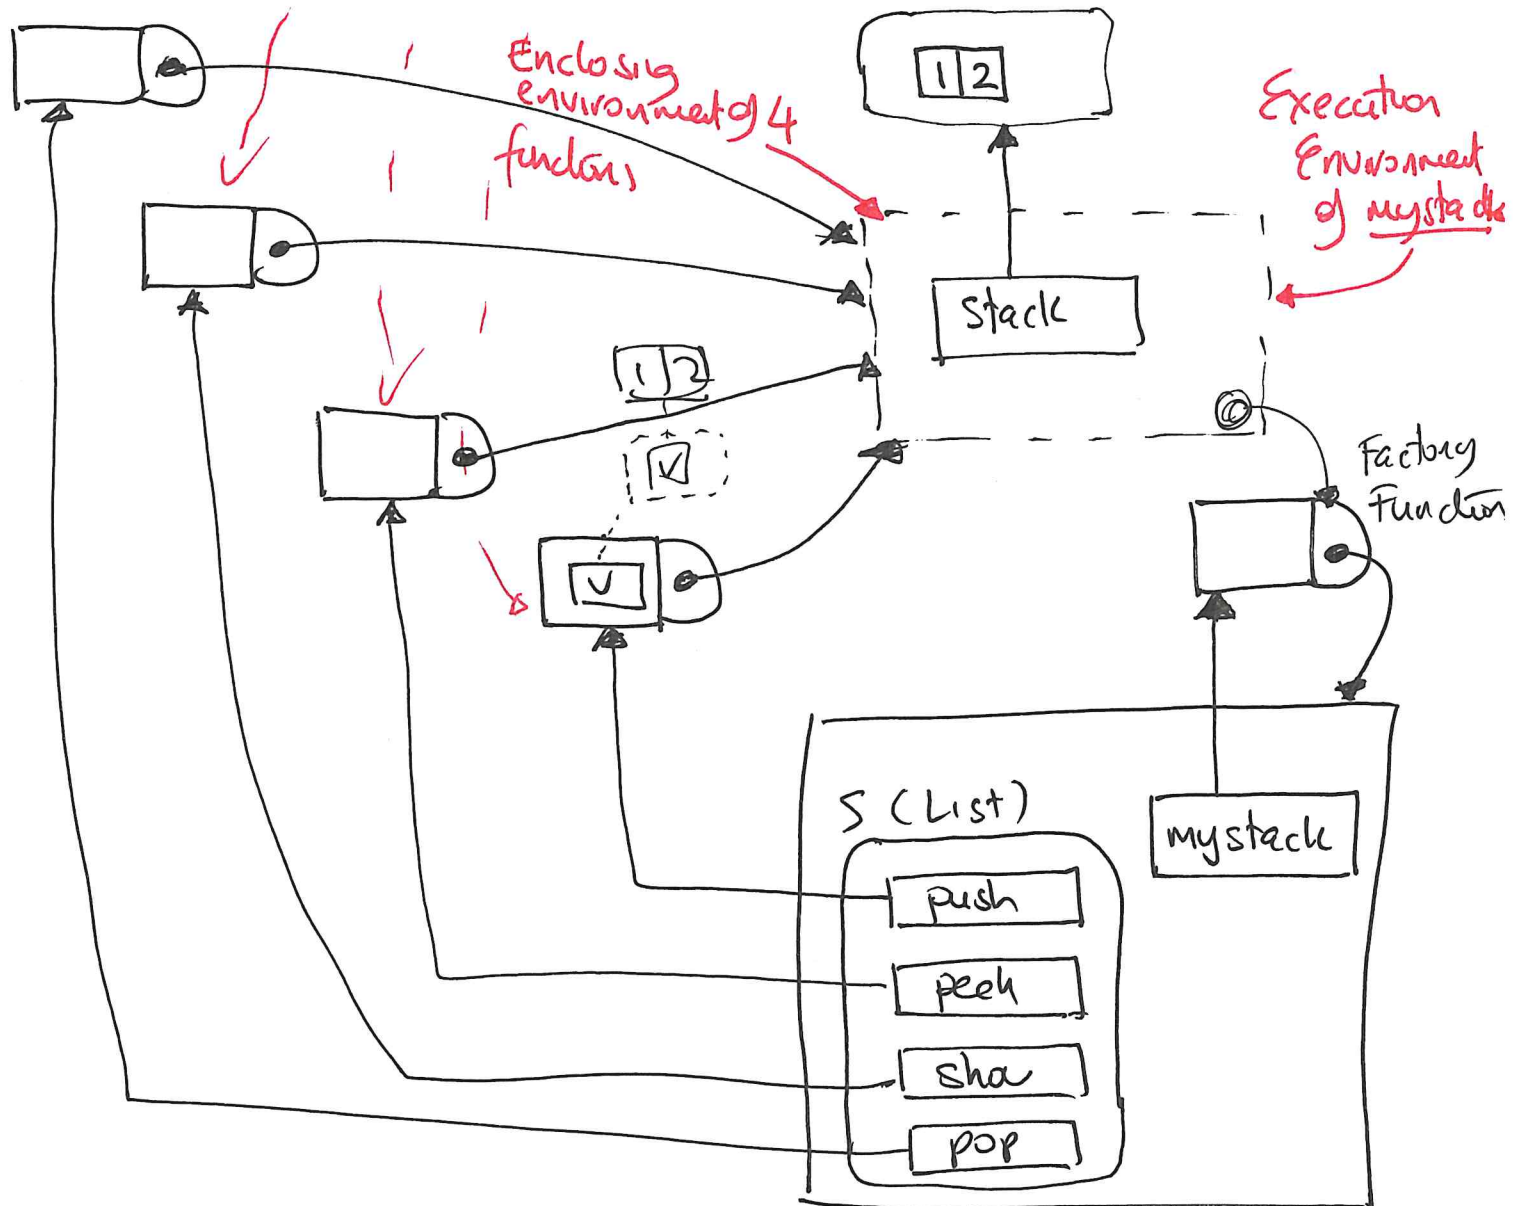 Enclosing
environment of 4
functions
1 2
Execution
Environment
of mystack
stack
1 2
v
v
Factory
Function
S (List)
mystack
push
peek
show
pop